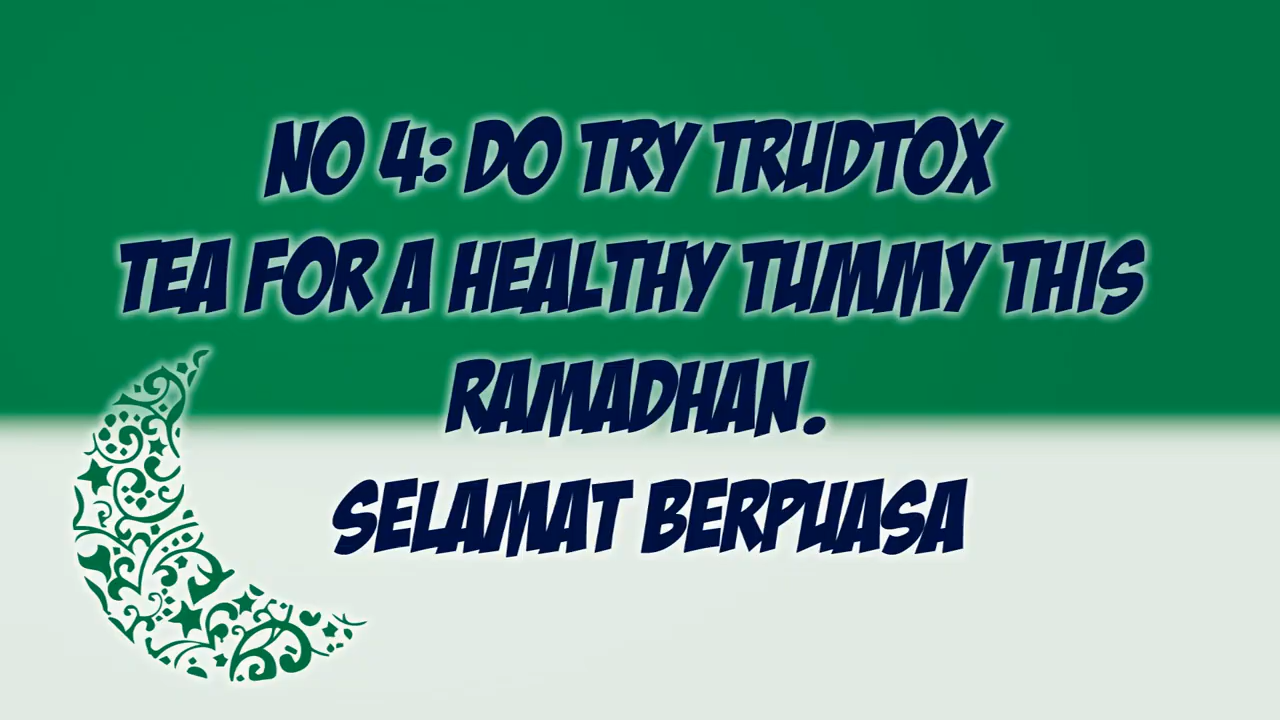 NO 4: DO TRY TRUDTOX
TEA FOR A HEALTHY TUMMY THIS
RAMADHAN.
SELAMAT BERPUASA